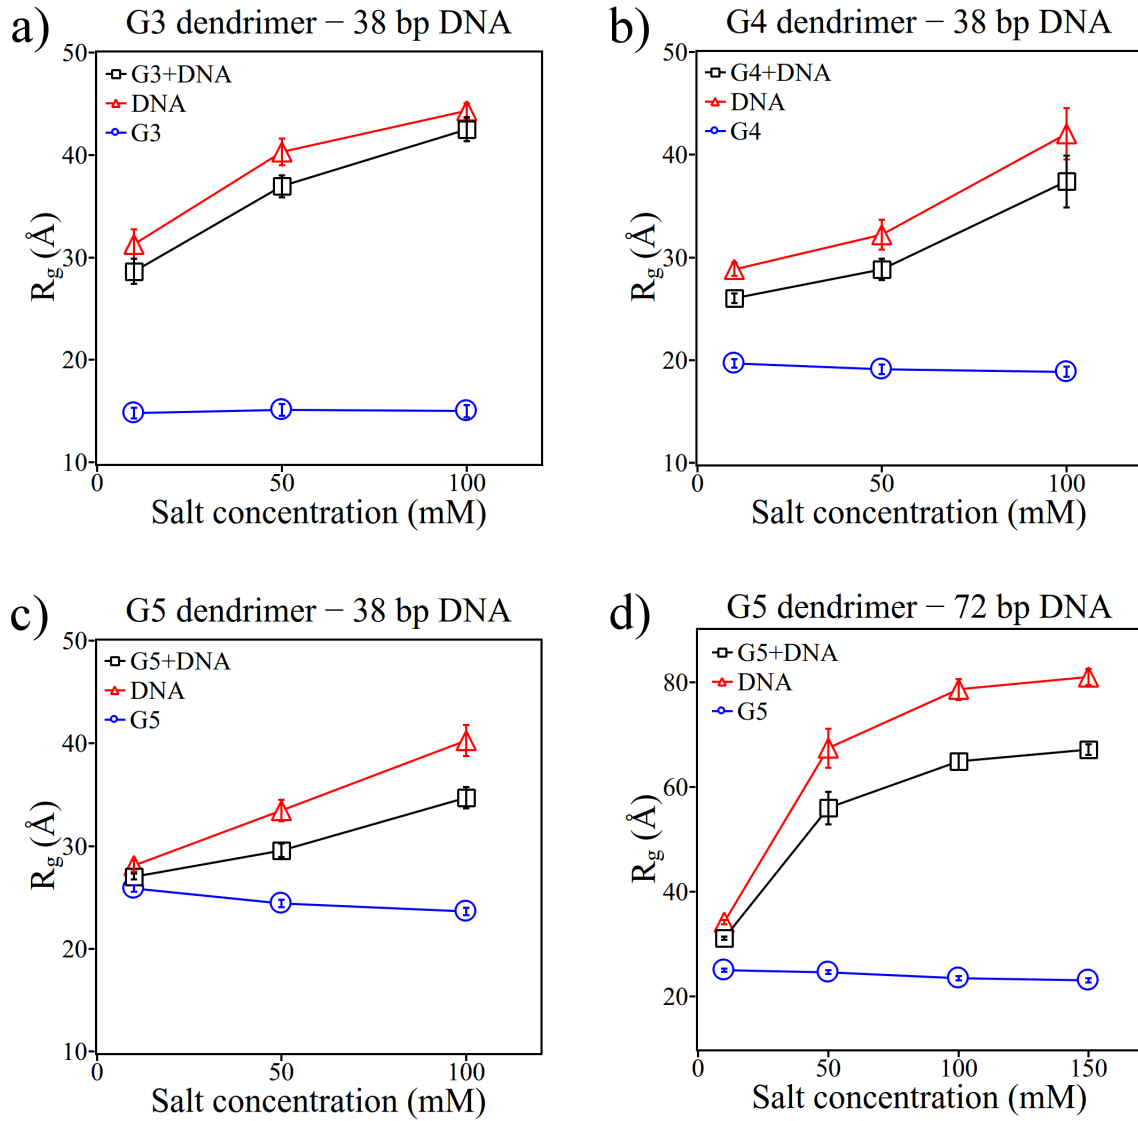 a)
G3 dendrimer − 38 bp DNA
50
40
30
20
10
Rg (Å)
G3+DNA
DNA
G3
0
50
100
Salt concentration (mM)
b)
G4 dendrimer − 38 bp DNA
50
40
30
20
10
Rg (Å)
G4+DNA
DNA
G4
0
50
100
Salt concentration (mM)
c)
G5 dendrimer − 38 bp DNA
50
40
30
20
10
Rg (Å)
G5+DNA
DNA
G5
0
50
100
Salt concentration (mM)
d)
G5 dendrimer − 72 bp DNA
80
60
40
20
Rg (Å)
G5+DNA
DNA
G5
0
50
100
150
Salt concentration (mM)